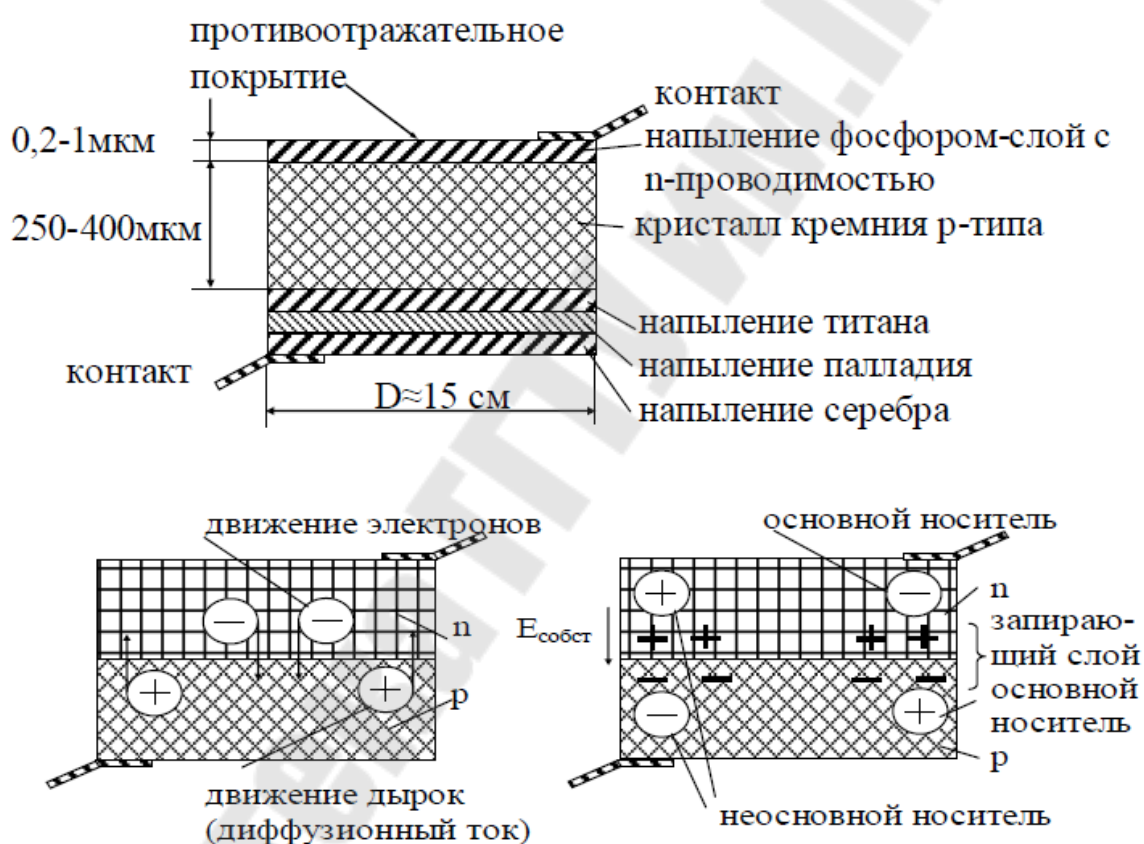 противоотражательное
покрытие
контакт
0,2-1мкм
напыление фосфором-слой с
n-проводимостью
250-400мкм
кристалл кремния p-типа
напыление титана
напыление палладия
контакт
D≈15 см
напыление серебра
движение электронов
n
p
движение дырок
(диффузионный ток)
основной носитель
Eсобст
n
запираю-
щий слой
основной
носитель
p
неосновной носитель